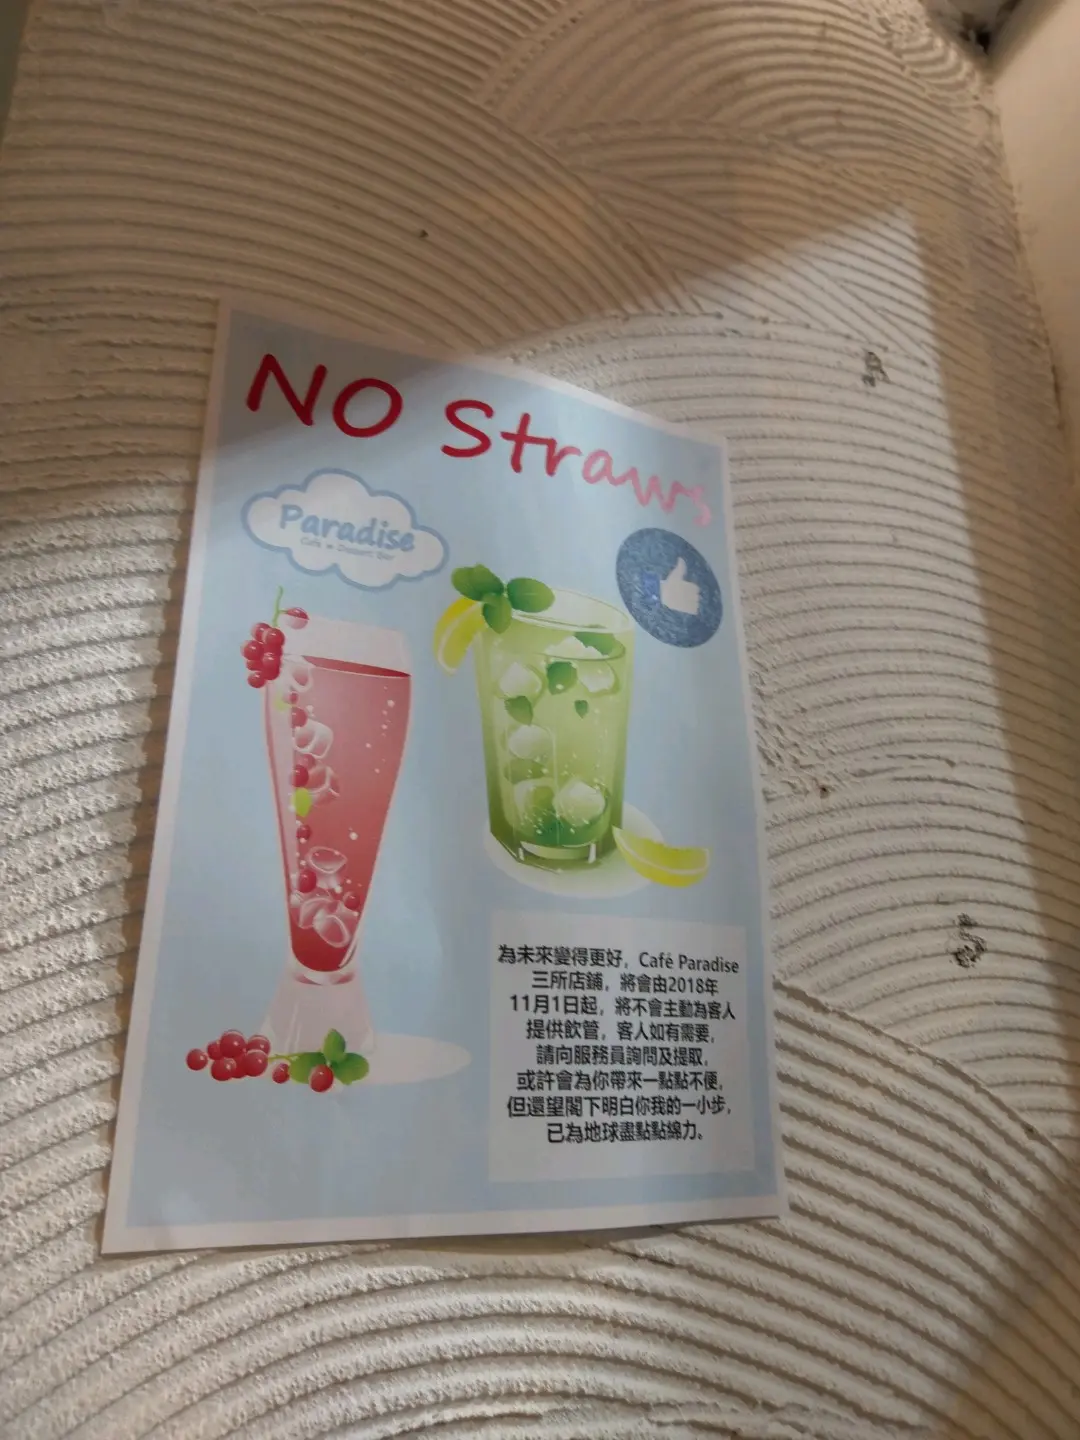 NO Straws
Paradise
Café & Dessert Bar
為未來變得更好，Café Paradise
三所店鋪，將會由2018年
11月1日起，將不會主動為客人
提供飲管，客人如有需要，
請向服務員詢問及提取，
或許會為你帶來一點點不便，
但還望閣下明白你我的一小步，
已為地球盡點點綿力。